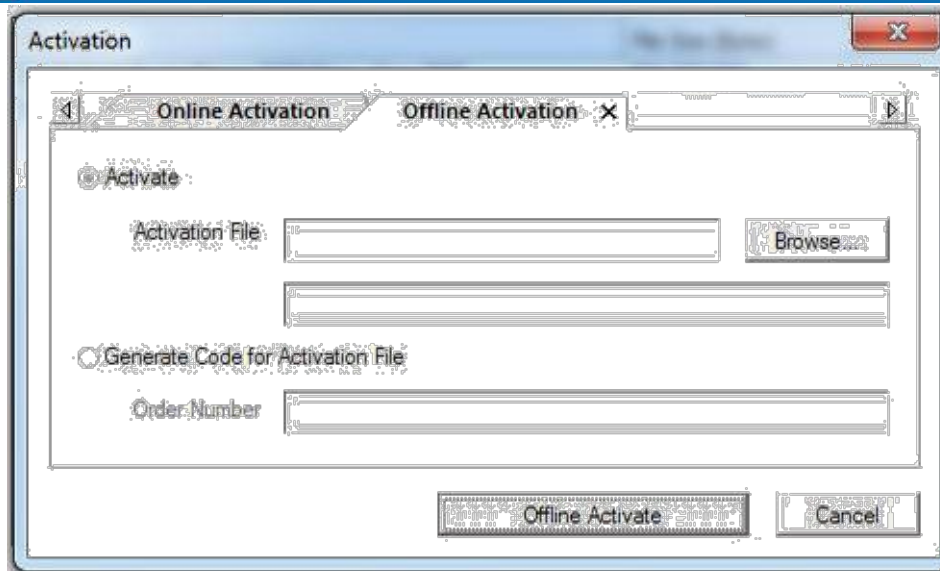 Activation
Online Activation
Offline Activation
Activate
Activation File
Browse...
Generate Code for Activation File
Order Number
Offline Activate
Cancel